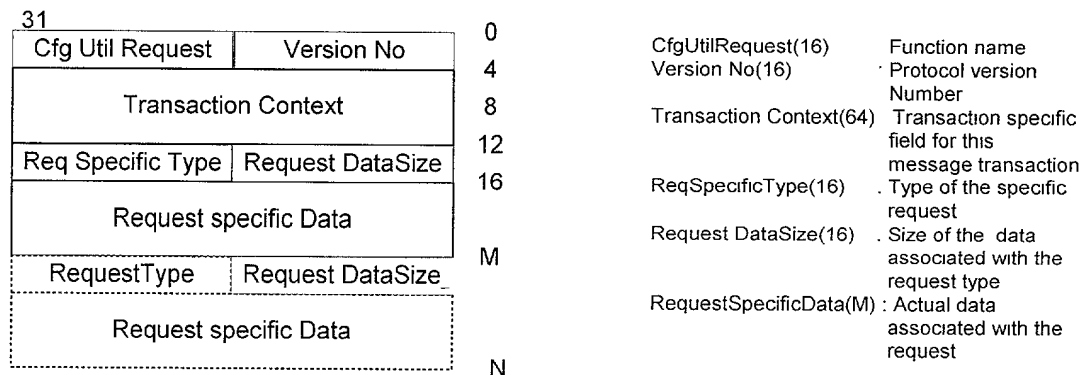 31
0
Cfg Util Request Version No
4
Transaction Context
8
12
Req Specific Type Request DataSize
16
Request specific Data
M
RequestType Request DataSize
Request specific Data
N
CfgUtilRequest(16) Function name
Version No(16) Protocol version
Number
Transaction Context(64) Transaction specific
field for this
message transaction
ReqSpecificType(16) . Type of the specific
request
Request DataSize(16) . Size of the data
associated with the
request type
RequestSpecificData(M) : Actual data
associated with the
request